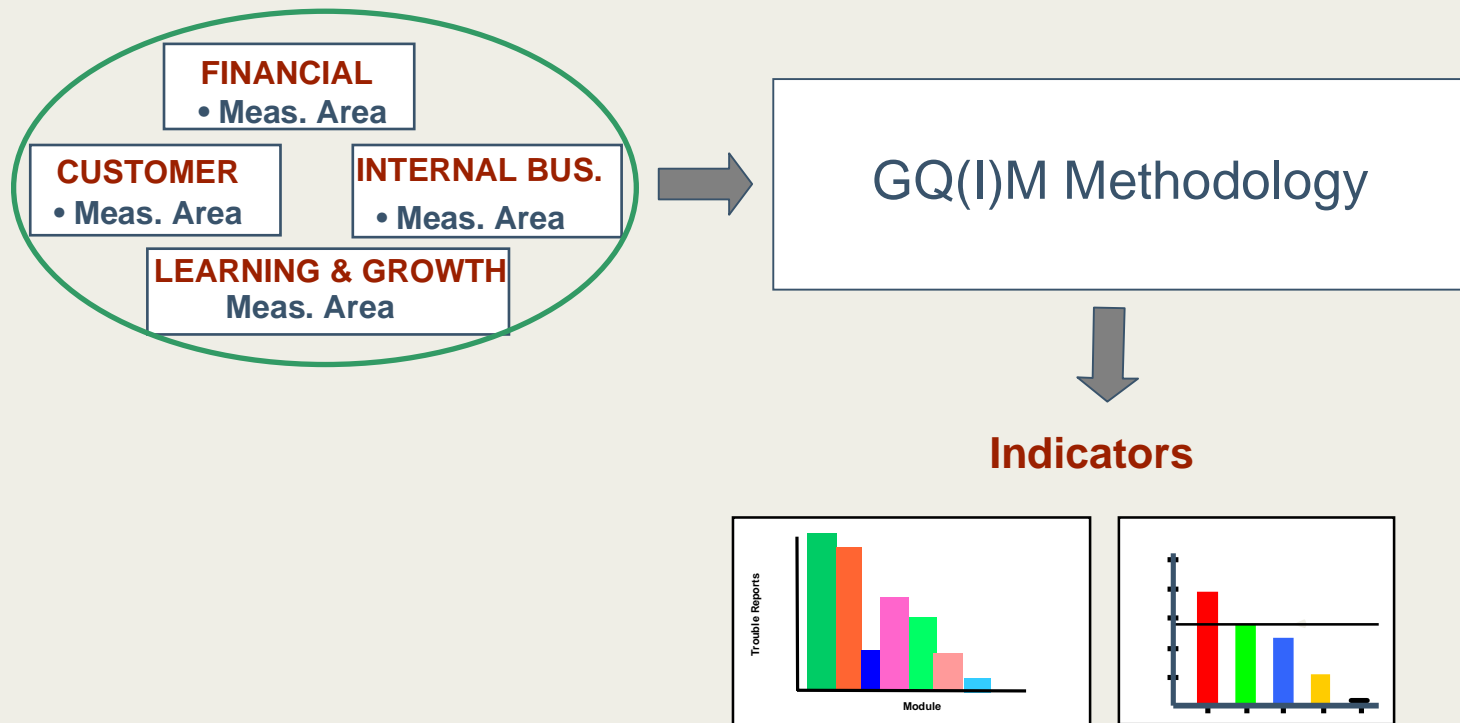 FINANCIAL
• Meas. Area
CUSTOMER
• Meas. Area
INTERNAL BUS.
• Meas. Area
LEARNING & GROWTH
Meas. Area
GQ(I)M Methodology
Indicators
Trouble Reports
Module